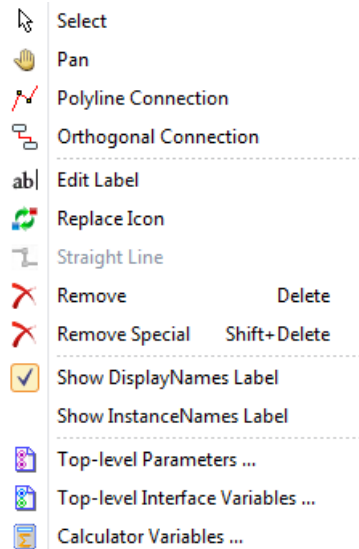 Select
Pan
Polyline Connection
Orthogonal Connection
ab| Edit Label
Replace Icon
Straight Line
Remove Delete
Remove Special Shift+Delete
Show DisplayNames Label
Show InstanceNames Label
Top-level Parameters ...
Top-level Interface Variables ...
Calculator Variables ...